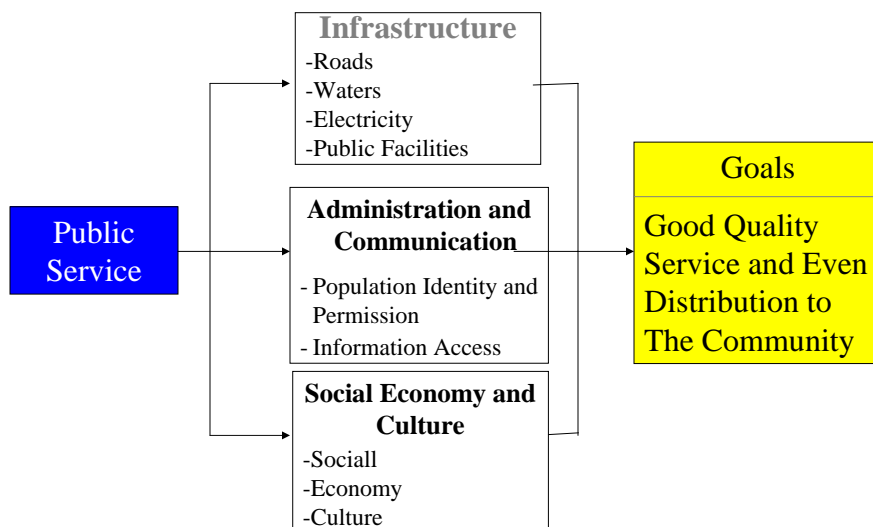 Public
Service
Infrastructure
-Roads
-Waters
-Electricity
-Public Facilities
Administration and
Communication
- Population Identity and
Permission
- Information Access
Social Economy and
Culture
-Sociall
-Economy
-Culture
Goals
Good Quality
Service and Even
Distribution to
The Community